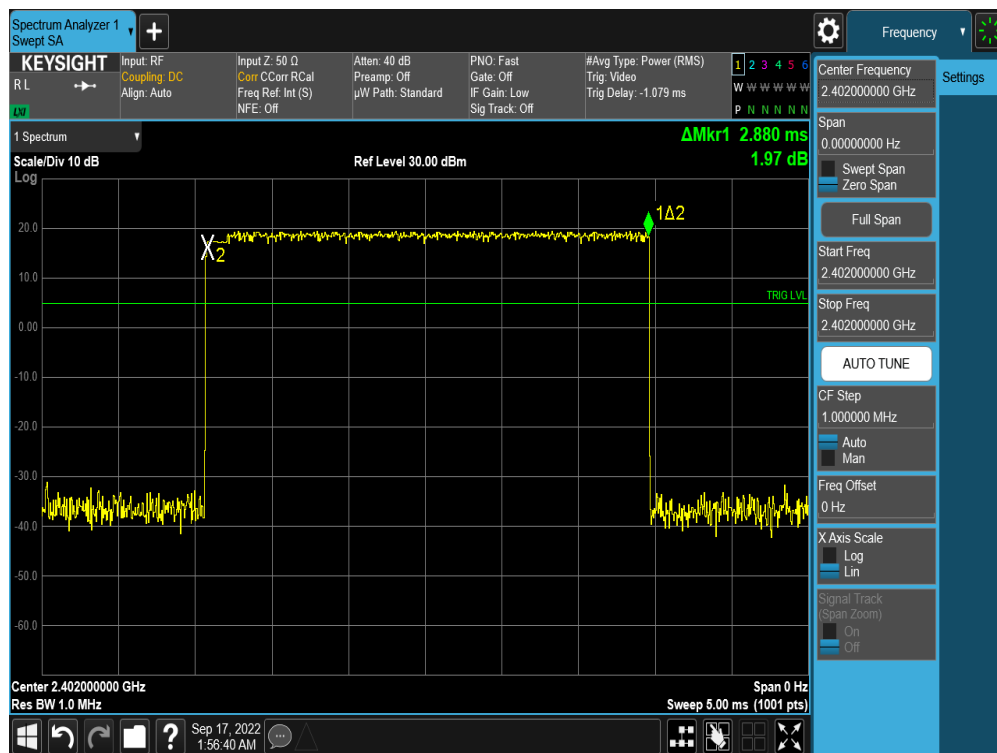 Spectrum Analyzer 1
Swept SA
Frequency
KEYSIGHT
R L
LXI
Input: RF
Coupling: DC
Align: Auto
Input Z: 50 Ω
Corr CCorr RCal
Freq Ref: Int (S)
NFE: Off
Atten: 40 dB
Preamp: Off
µW Path: Standard
PNO: Fast
Gate: Off
IF Gain: Low
Sig Track: Off
#Avg Type: Power (RMS)
Trig: Video
Trig Delay: -1.079 ms
1 2 3 4 5 6
W W W W W W
P N N N N N
1 Spectrum
ΔMkr1 2.880 ms
1.97 dB
Scale/Div 10 dB
Ref Level 30.00 dBm
Log
1Δ2
20.0
2
10.0
TRIG LVL
0.00
-10.0
-20.0
-30.0
-40.0
-50.0
-60.0
Center 2.402000000 GHz
Span 0 Hz
Res BW 1.0 MHz
Sweep 5.00 ms (1001 pts)
Sep 17, 2022
1:56:40 AM
Center Frequency
2.402000000 GHz
Settings
Span
0.00000000 Hz
Swept Span
Zero Span
Full Span
Start Freq
2.402000000 GHz
Stop Freq
2.402000000 GHz
AUTO TUNE
CF Step
1.000000 MHz
Auto
Man
Freq Offset
0 Hz
X Axis Scale
Log
Lin
Signal Track
(Span Zoom)
On
Off